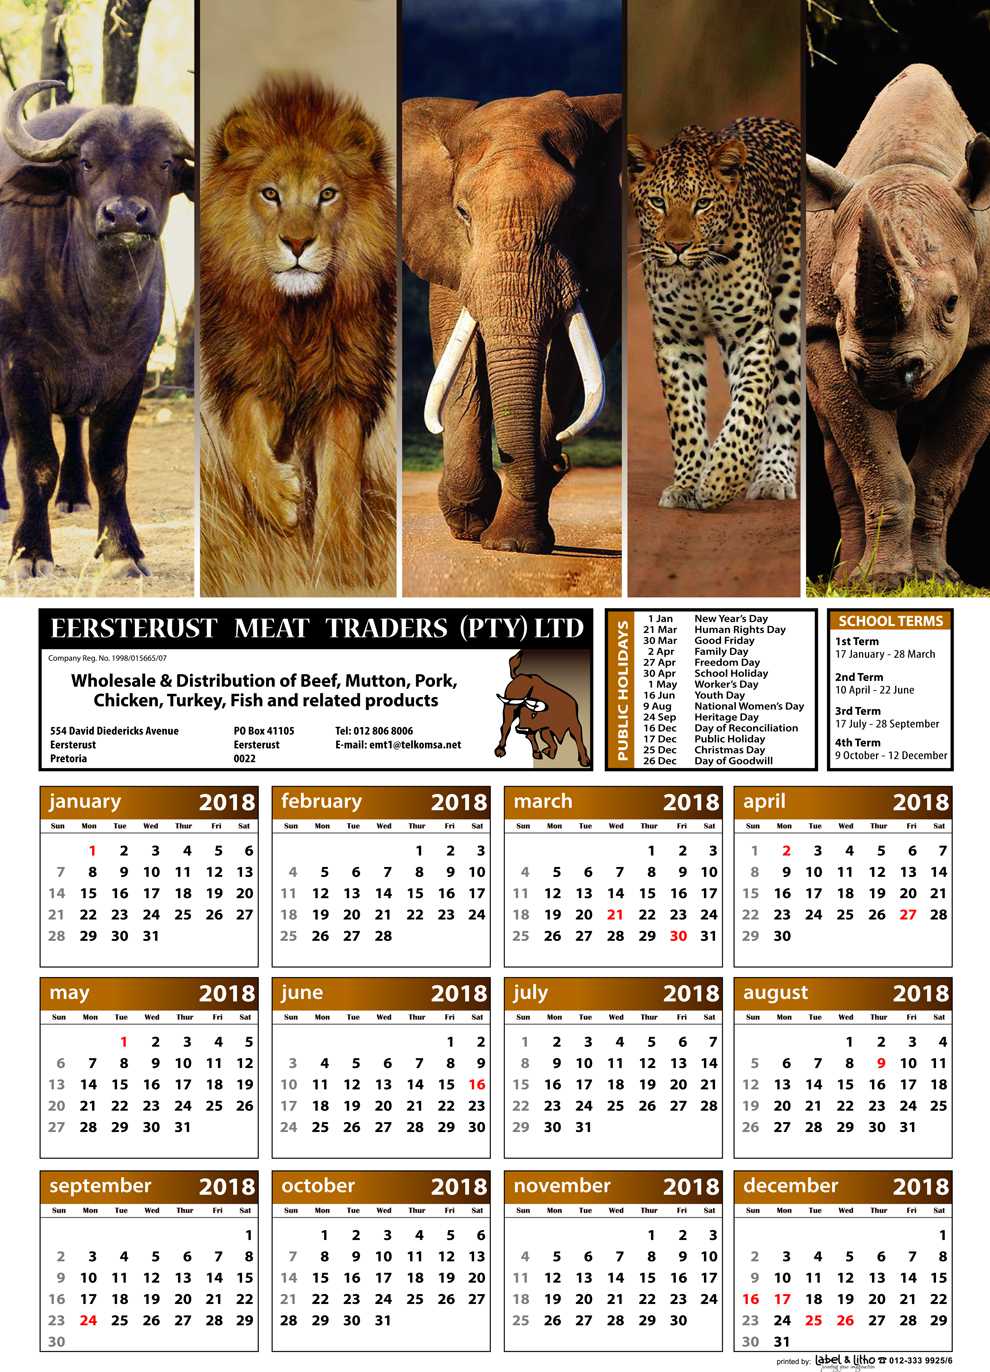 EERSTERUST MEAT TRADERS (PTY) LTD
Company Reg. No. 1998/015665/07
Wholesale & Distribution of Beef, Mutton, Pork,
Chicken, Turkey, Fish and related products
554 David Diedericks Avenue
Eersterust
Pretoria
PO Box 41105
Eersterust
0022
Tel: 012 806 8006
E-mail: emt1@telkomsa.net
PUBLIC HOLIDAYS
1 Jan New Year's Day
21 Mar Human Rights Day
30 Mar Good Friday
2 Apr Family Day
27 Apr Freedom Day
30 Apr School Holiday
1 May Worker's Day
16 Jun Youth Day
9 Aug National Women's Day
24 Sep Heritage Day
16 Dec Day of Reconciliation
17 Dec Public Holiday
25 Dec Christmas Day
26 Dec Day of Goodwill
SCHOOL TERMS
1st Term
17 January - 28 March
2nd Term
10 April - 22 June
3rd Term
17 July - 28 September
4th Term
9 October - 12 December
january 2018
Sun Mon Tue Wed Thur Fri Sat
1 2 3 4 5 6
7 8 9 10 11 12 13
14 15 16 17 18 19 20
21 22 23 24 25 26 27
28 29 30 31
february 2018
Sun Mon Tue Wed Thur Fri Sat
1 2 3
4 5 6 7 8 9 10
11 12 13 14 15 16 17
18 19 20 21 22 23 24
25 26 27 28
march 2018
Sun Mon Tue Wed Thur Fri Sat
1 2 3
4 5 6 7 8 9 10
11 12 13 14 15 16 17
18 19 20 21 22 23 24
25 26 27 28 29 30 31
april 2018
Sun Mon Tue Wed Thur Fri Sat
1 2 3 4 5 6 7
8 9 10 11 12 13 14
15 16 17 18 19 20 21
22 23 24 25 26 27 28
29 30
may 2018
Sun Mon Tue Wed Thur Fri Sat
1 2 3 4 5
6 7 8 9 10 11 12
13 14 15 16 17 18 19
20 21 22 23 24 25 26
27 28 29 30 31
june 2018
Sun Mon Tue Wed Thur Fri Sat
1 2
3 4 5 6 7 8 9
10 11 12 13 14 15 16
17 18 19 20 21 22 23
24 25 26 27 28 29 30
july 2018
Sun Mon Tue Wed Thur Fri Sat
1 2 3 4 5 6 7
8 9 10 11 12 13 14
15 16 17 18 19 20 21
22 23 24 25 26 27 28
29 30 31
august 2018
Sun Mon Tue Wed Thur Fri Sat
1 2 3 4
5 6 7 8 9 10 11
12 13 14 15 16 17 18
19 20 21 22 23 24 25
26 27 28 29 30 31
september 2018
Sun Mon Tue Wed Thur Fri Sat
1
2 3 4 5 6 7 8
9 10 11 12 13 14 15
16 17 18 19 20 21 22
23 24 25 26 27 28 29
30
october 2018
Sun Mon Tue Wed Thur Fri Sat
1 2 3 4 5 6
7 8 9 10 11 12 13
14 15 16 17 18 19 20
21 22 23 24 25 26 27
28 29 30 31
november 2018
Sun Mon Tue Wed Thur Fri Sat
1 2 3
4 5 6 7 8 9 10
11 12 13 14 15 16 17
18 19 20 21 22 23 24
25 26 27 28 29 30
december 2018
Sun Mon Tue Wed Thur Fri Sat
1
2 3 4 5 6 7 8
9 10 11 12 13 14 15
16 17 18 19 20 21 22
23 24 25 26 27 28 29
30 31
printed by: Label & Litho ☎ 012-333 9925/6